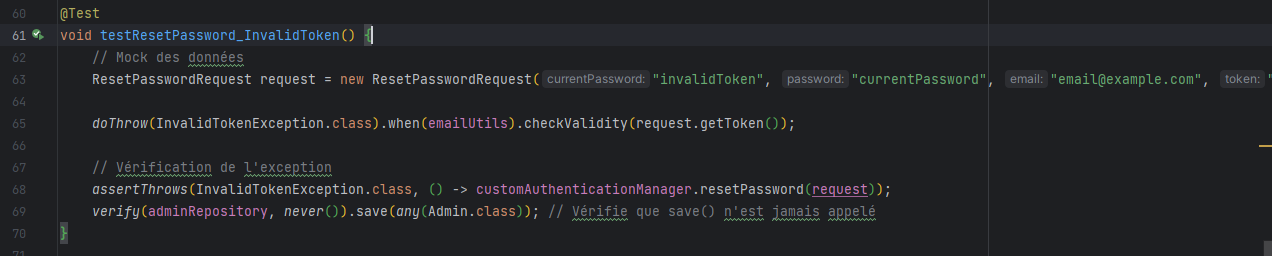 60 @Test
61 void testResetPassword_InvalidToken() {
62 // Mock des données
63 ResetPasswordRequest request = new ResetPasswordRequest( currentPassword: "invalidToken", password: "currentPassword", email: "email@example.com", token: "
64
65 doThrow(InvalidTokenException.class).when(emailUtils).checkValidity(request.getToken());
66
67 // Vérification de l'exception
68 assertThrows(InvalidTokenException.class, () -> customAuthenticationManager.resetPassword(request));
69 verify(adminRepository, never()).save(any(Admin.class)); // Vérifie que save() n'est jamais appelé
70 }
71